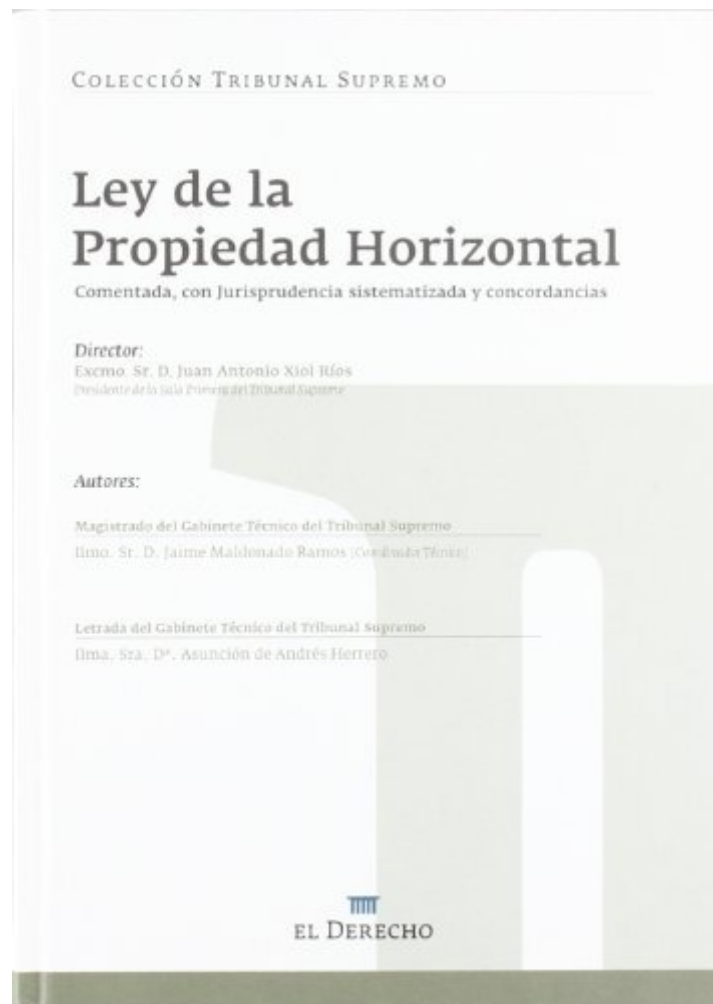 COLECCIÓN TRIBUNAL SUPREMO
Ley de la
Propiedad Horizontal
Comentada, con Jurisprudencia sistematizada y concordancias
Director:
Excmo. Sr. D. Juan Antonio Xiol Ríos
Presidente de la Sala Primera del Tribunal Supremo
Autores:
Magistrado del Gabinete Técnico del Tribunal Supremo
Ilmo. Sr. D. Jaime Maldonado Ramos (Coordinador Técnico)
Letrada del Gabinete Técnico del Tribunal Supremo
Ilma. Sra. Dª. Asunción de Andrés Herrero
EL DERECHO